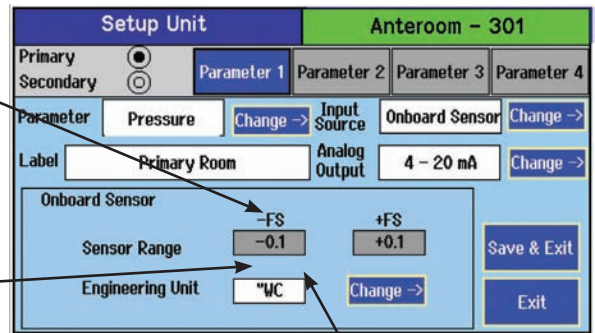 Setup Unit Anteroom - 301
Primary
Secondary
Parameter 1 Parameter 2 Parameter 3 Parameter 4
Parameter Pressure Change -> Input Source Onboard Sensor Change ->
Label Primary Room Analog Output 4 - 20 mA Change ->
Onboard Sensor
-FS +FS
Sensor Range -0.1 +0.1 Save & Exit
Engineering Unit "WC Change -> Exit